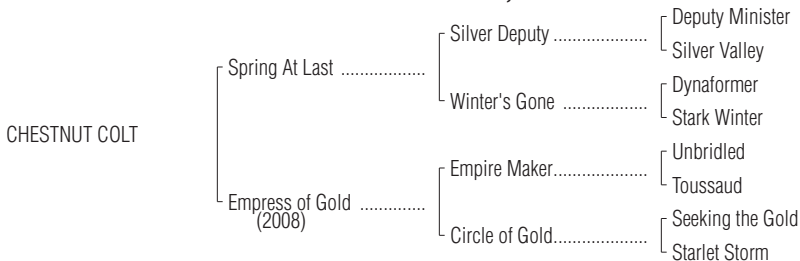 Deputy Minister
Silver Deputy ....................
Silver Valley
Spring At Last ..................
Dynaformer
Winter's Gone ..................
Stark Winter
CHESTNUT COLT
Unbridled
Empire Maker....................
Toussaud
Empress of Gold ..............
(2008)
Seeking the Gold
Circle of Gold....................
Starlet Storm